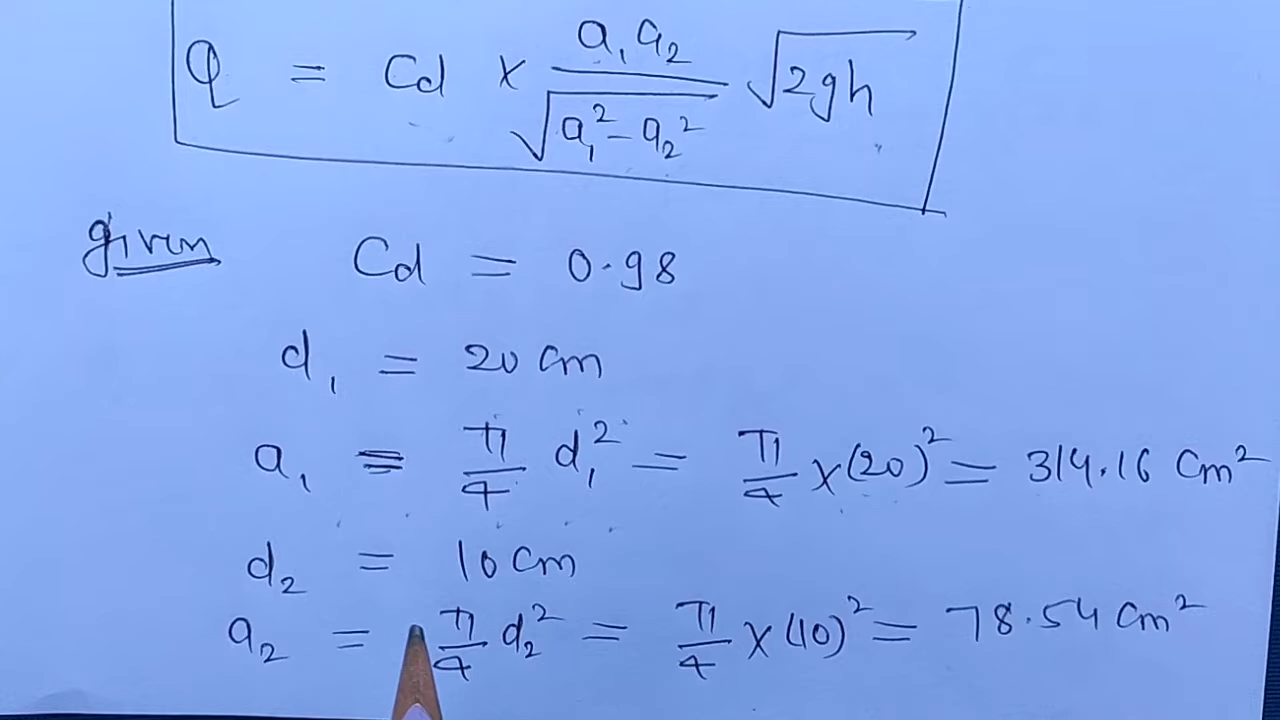 Q = Cd × a₁a₂/√(a₁² - a₂²) √2gh
given Cd = 0.98
d₁ = 20 cm
a₁ = π/4 d₁² = π/4 × (20)² = 314.16 Cm²
d₂ = 10 cm
a₂ = π/4 d₂² = π/4 × (10)² = 78.54 Cm²